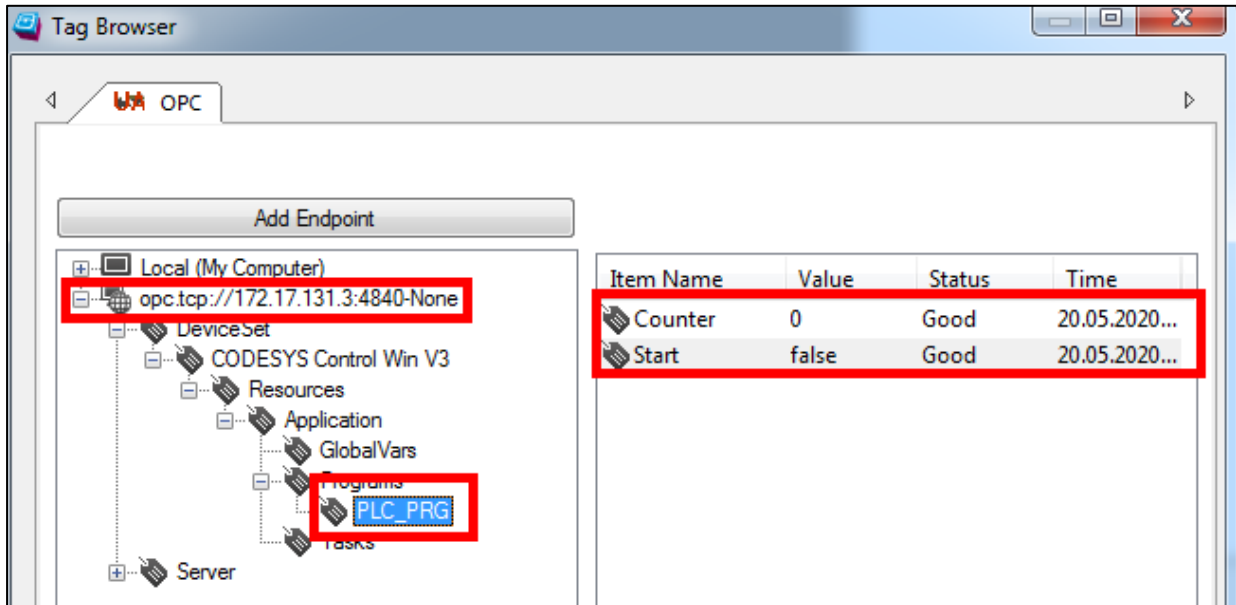 Tag Browser
OPC
Add Endpoint
Local (My Computer)
opc.tcp://172.17.131.3:4840-None
DeviceSet
CODESYS Control Win V3
Resources
Application
GlobalVars
Programs
PLC_PRG
Tasks
Server
Item Name Value Status Time
Counter 0 Good 20.05.2020...
Start false Good 20.05.2020...